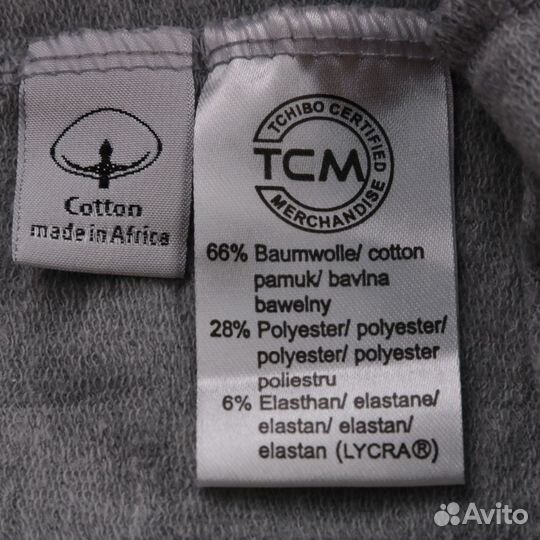 Cotton
made in Africa
TCHIBO CERTIFIED
TCM
MERCHANDISE
66% Baumwolle/ cotton
pamuk/ bavlna
bawelny
28% Polyester/ polyester/
polyester/ polyester
poliestru
6% Elasthan/ elastane/
elastan/ elastan/
elastan (LYCRA®)
Avito